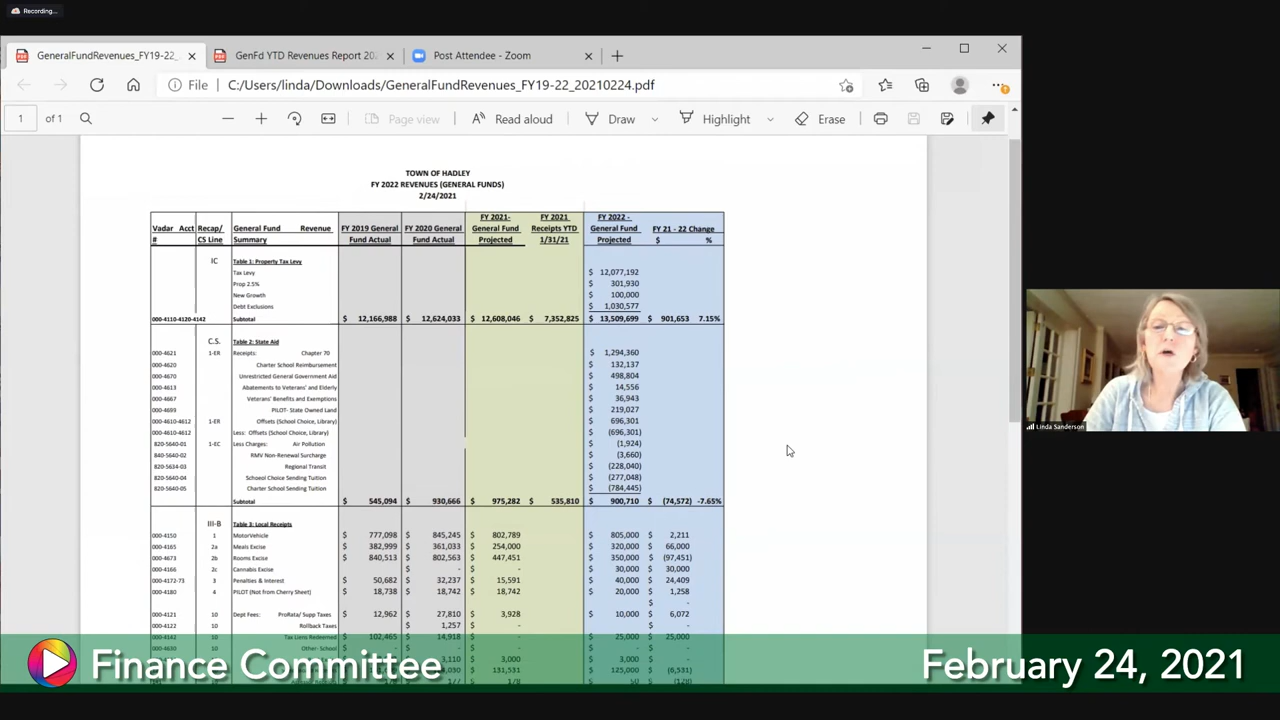 Recording...
GeneralFundRevenues_FY19-22_
GenFd YTD Revenues Report 202
Post Attendee - Zoom
File
C:/Users/linda/Downloads/GeneralFundRevenues_FY19-22_20210224.pdf
1 of 1
Page view
Read aloud
Draw
Highlight
Erase
TOWN OF HADLEY
FY 2022 REVENUES (GENERAL FUNDS)
2/24/2021
Vadar Acct # Recap/ CS Line General Fund Revenue Summary FY 2019 General Fund Actual FY 2020 General Fund Actual FY 2021- General Fund Projected FY 2021 Receipts YTD 1/31/21 FY 2022 - General Fund Projected FY 21 - 22 Change $ %
IC Table 1: Property Tax Levy
Tax Levy $ 12,077,192
Prop 2.5% $ 301,930
New Growth $ 100,000
Debt Exclusions $ 1,030,577
000-4110-4120-4142 Subtotal $ 12,166,988 $ 12,624,033 $ 12,608,046 $ 7,352,825 $ 13,509,699 $ 901,653 7.15%
C.S. Table 2: State Aid
000-4621 1-ER Receipts: Chapter 70 $ 1,294,360
000-4620 Charter School Reimbursement $ 132,137
000-4670 Unrestricted General Government Aid $ 498,804
000-4613 Abatements to Veterans' and Elderly $ 14,556
000-4667 Veterans' Benefits and Exemptions $ 36,943
000-4699 PILOT- State Owned Land $ 219,027
000-4610-4612 1-ER Offsets (School Choice, Library) $ 696,301
000-4610-4612 Less: Offsets (School Choice, Library) $ (696,301)
820-5640-01 1-EC Less Charges: Air Pollution $ (1,924)
840-5640-02 RMV Non-Renewal Surcharge $ (3,660)
820-5634-03 Regional Transit $ (228,040)
820-5640-04 Schoool Choice Sending Tuition $ (277,048)
820-5640-05 Charter School Sending Tuition $ (784,445)
Subtotal $ 545,094 $ 930,666 $ 975,282 $ 535,810 $ 900,710 $ (74,572) -7.65%
III-B Table 3: Local Receipts
000-4150 1 MotorVehicle $ 777,098 $ 845,245 $ 802,789 $ 805,000 $ 2,211
000-4165 2a Meals Excise $ 382,999 $ 361,033 $ 254,000 $ 320,000 $ 66,000
000-4673 2b Rooms Excise $ 840,513 $ 802,563 $ 447,451 $ 350,000 $ (97,451)
000-4166 2c Cannabis Excise $ - $ - $ 30,000 $ 30,000
000-4172-73 3 Penalties & Interest $ 50,682 $ 32,237 $ 15,591 $ 40,000 $ 24,409
000-4180 4 PILOT (Not from Cherry Sheet) $ 18,738 $ 18,742 $ 18,742 $ 20,000 $ 1,258
$ -
000-4121 10 Dept Fees: ProRata/ Supp Taxes $ 12,962 $ 27,810 $ 3,928 $ 10,000 $ 6,072
000-4122 10 Rollback Taxes $ 1,257 $ - $ -
000-4142 10 Tax Liens Redeemed $ 102,465 $ 14,918 $ - $ 25,000 $ 25,000
000-4630 10 Other- School $ - $ - $ - $ -
3,110 $ 3,000 $ 3,000 $ -
$ 131,531 $ 125,000 $ (6,531)
Linda Sanderson
Finance Committee
February 24, 2021